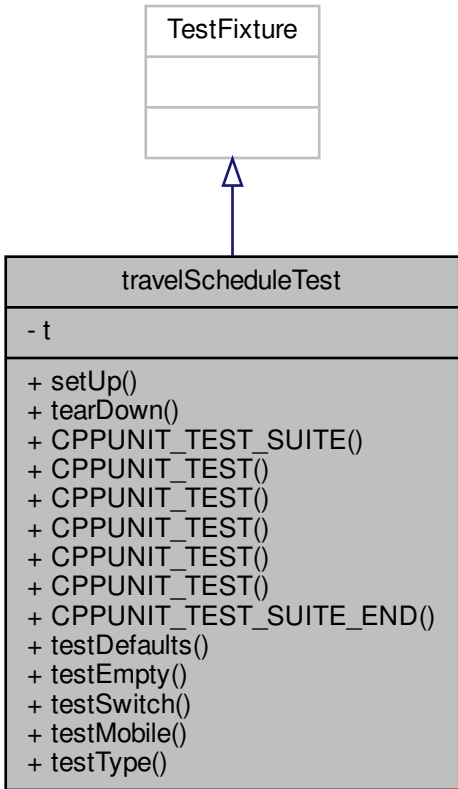 TestFixture
travelScheduleTest
- t
+ setUp()
+ tearDown()
+ CPPUNIT_TEST_SUITE()
+ CPPUNIT_TEST()
+ CPPUNIT_TEST()
+ CPPUNIT_TEST()
+ CPPUNIT_TEST()
+ CPPUNIT_TEST()
+ CPPUNIT_TEST_SUITE_END()
+ testDefaults()
+ testEmpty()
+ testSwitch()
+ testMobile()
+ testType()